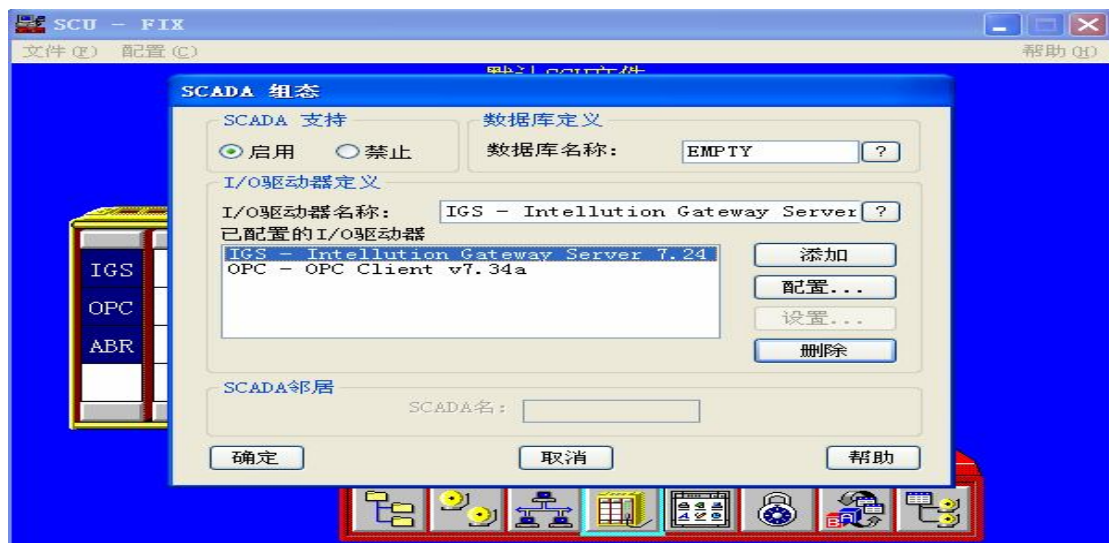 SCU - FIX
文件(F) 配置(C) 帮助(H)
SCADA 组态
SCADA 支持
启用 禁止
数据库定义
数据库名称: EMPTY ?
I/O驱动器定义
I/O驱动器名称: IGS - Intellution Gateway Server ?
已配置的I/O驱动器
IGS - Intellution Gateway Server 7.24
OPC - OPC Client v7.34a
添加
配置...
设置...
删除
SCADA邻居
SCADA名:
确定 取消 帮助
IGS
OPC
ABR